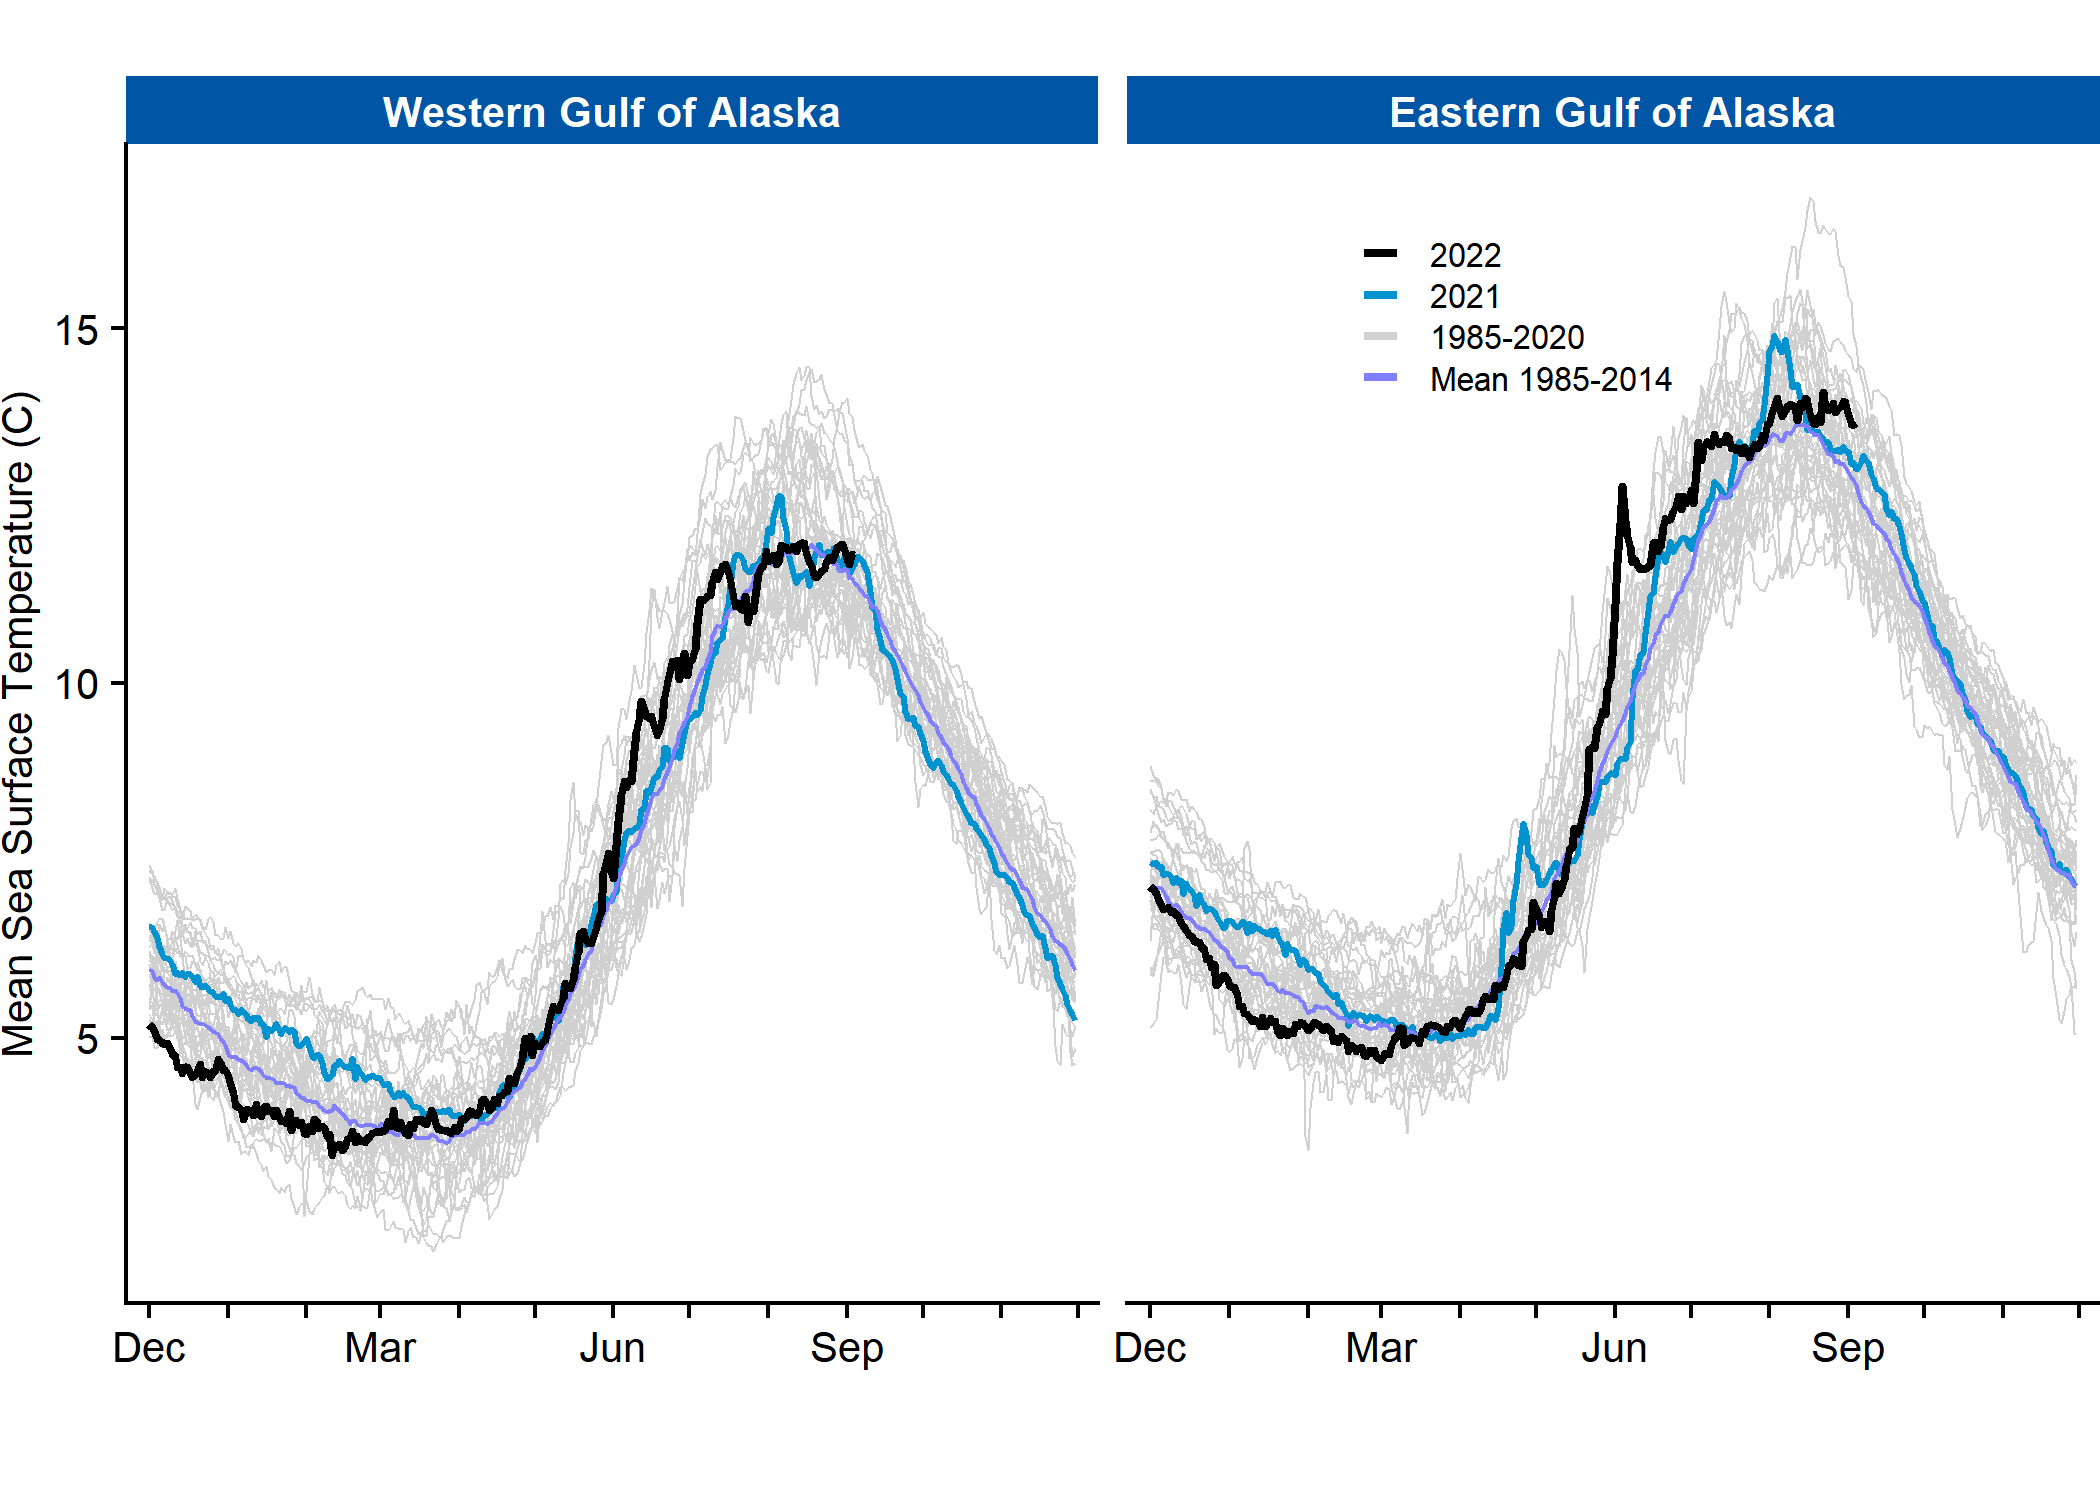 Western Gulf of Alaska
Eastern Gulf of Alaska
2022
2021
1985-2020
Mean 1985-2014
Mean Sea Surface Temperature (C)
15
10
5
Dec Mar Jun Sep
Dec Mar Jun Sep